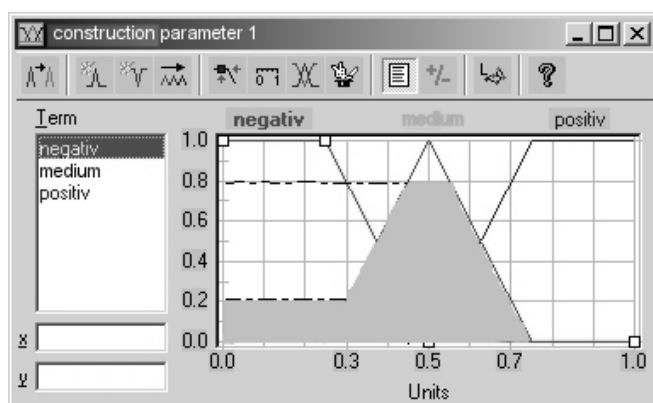 construction parameter 1
Term
negativ
medium
positiv
x
y
negativ medium positiv
1.0
0.8
0.6
0.4
0.2
0.0
0.0 0.3 0.5 0.7 1.0
Units